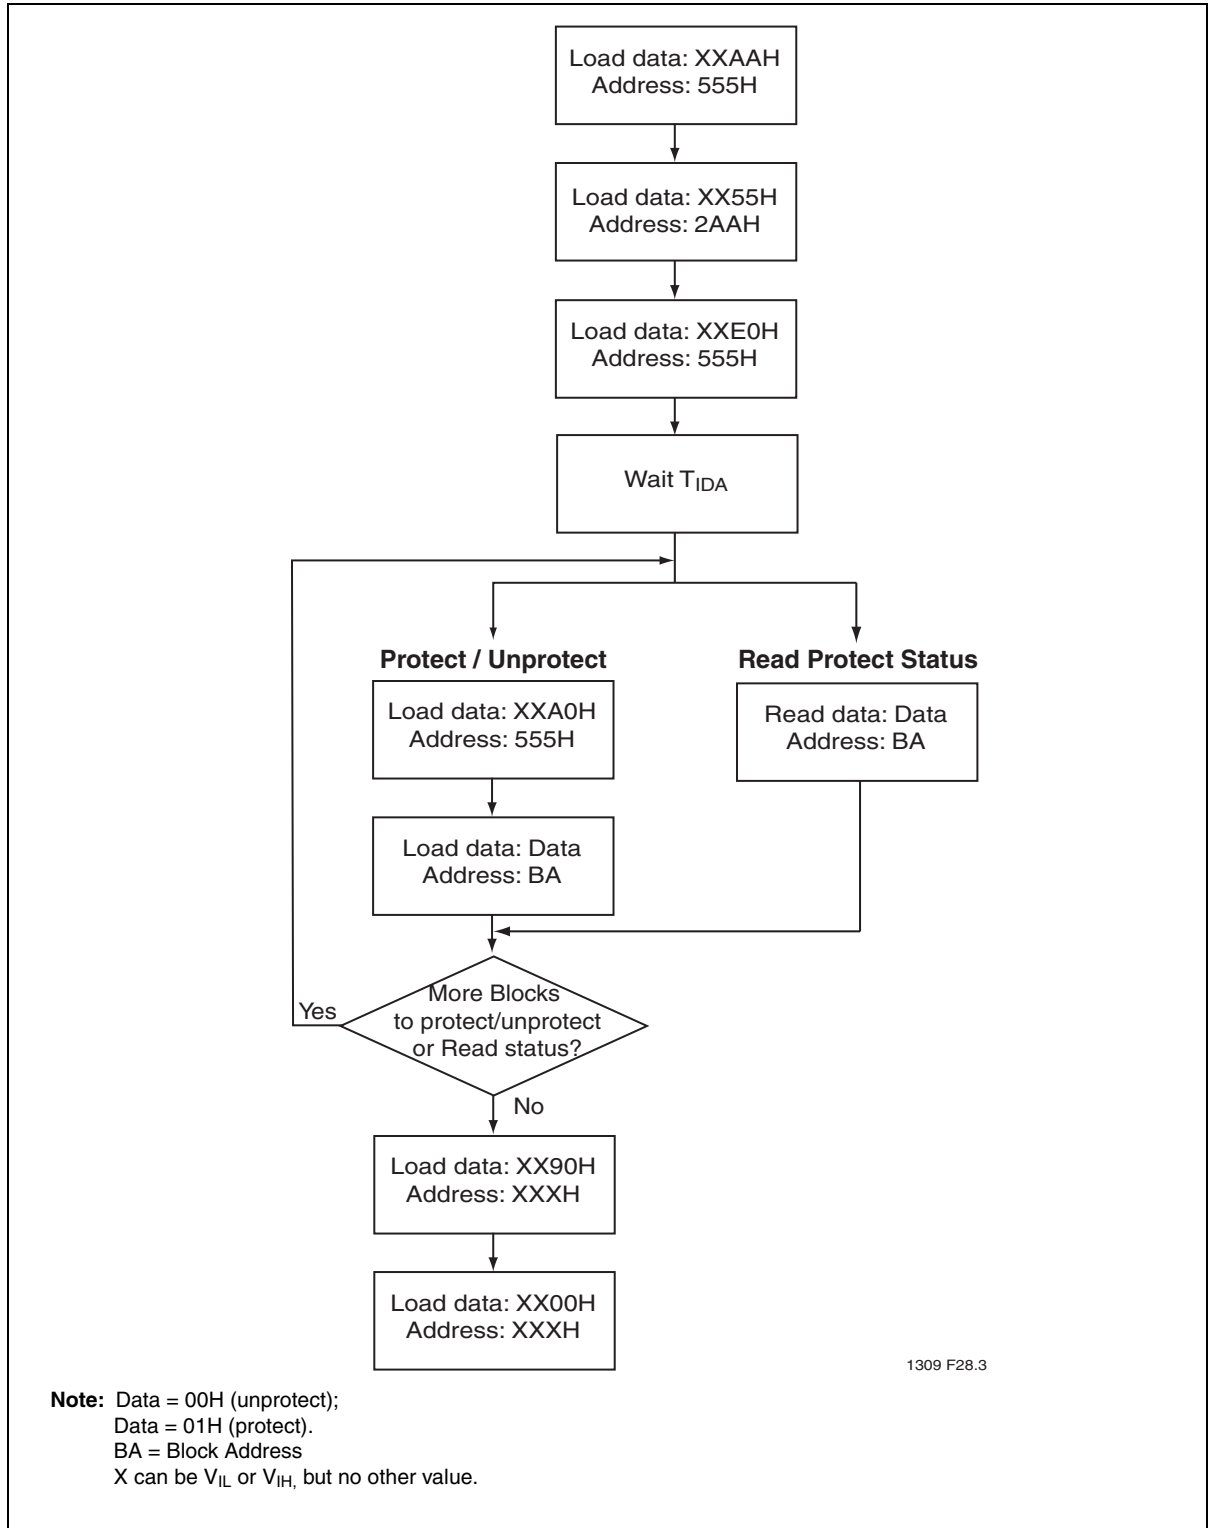 Load data: XXAAH
Address: 555H
Load data: XX55H
Address: 2AAH
Load data: XXE0H
Address: 555H
Wait TIDA
Protect / Unprotect
Load data: XXA0H
Address: 555H
Load data: Data
Address: BA
Read Protect Status
Read data: Data
Address: BA
More Blocks
to protect/unprotect
or Read status?
Yes
No
Load data: XX90H
Address: XXXH
Load data: XX00H
Address: XXXH
1309 F28.3
Note: Data = 00H (unprotect);
Data = 01H (protect).
BA = Block Address
X can be VIL or VIH, but no other value.